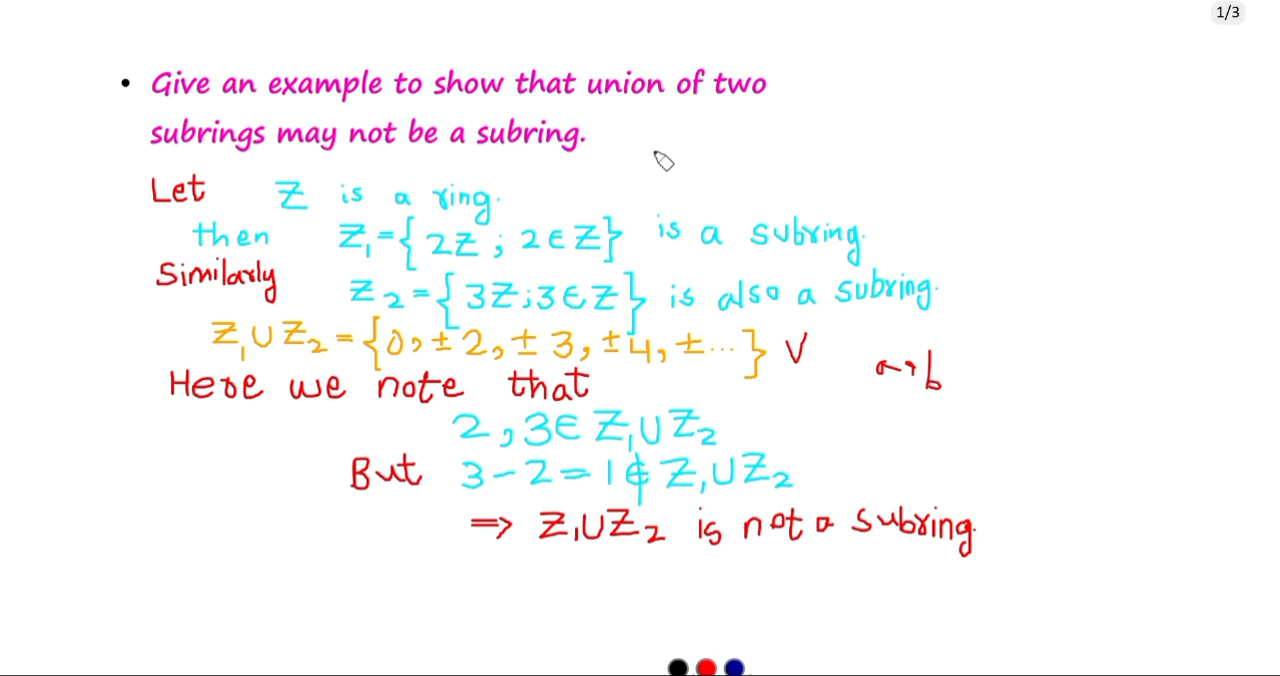 1/3
• Give an example to show that union of two
subrings may not be a subring.
Let Z is a ring.
then Z₁={2Z ; 2∈Z} is a subring.
Similarly Z₂={3Z;3∈Z} is also a subring.
Z₁∪Z₂={0,±2,±3,±4,±...}
Here we note that
2,3∈Z₁∪Z₂
But 3-2=1∉Z₁∪Z₂
⇒ Z₁∪Z₂ is not a subring.